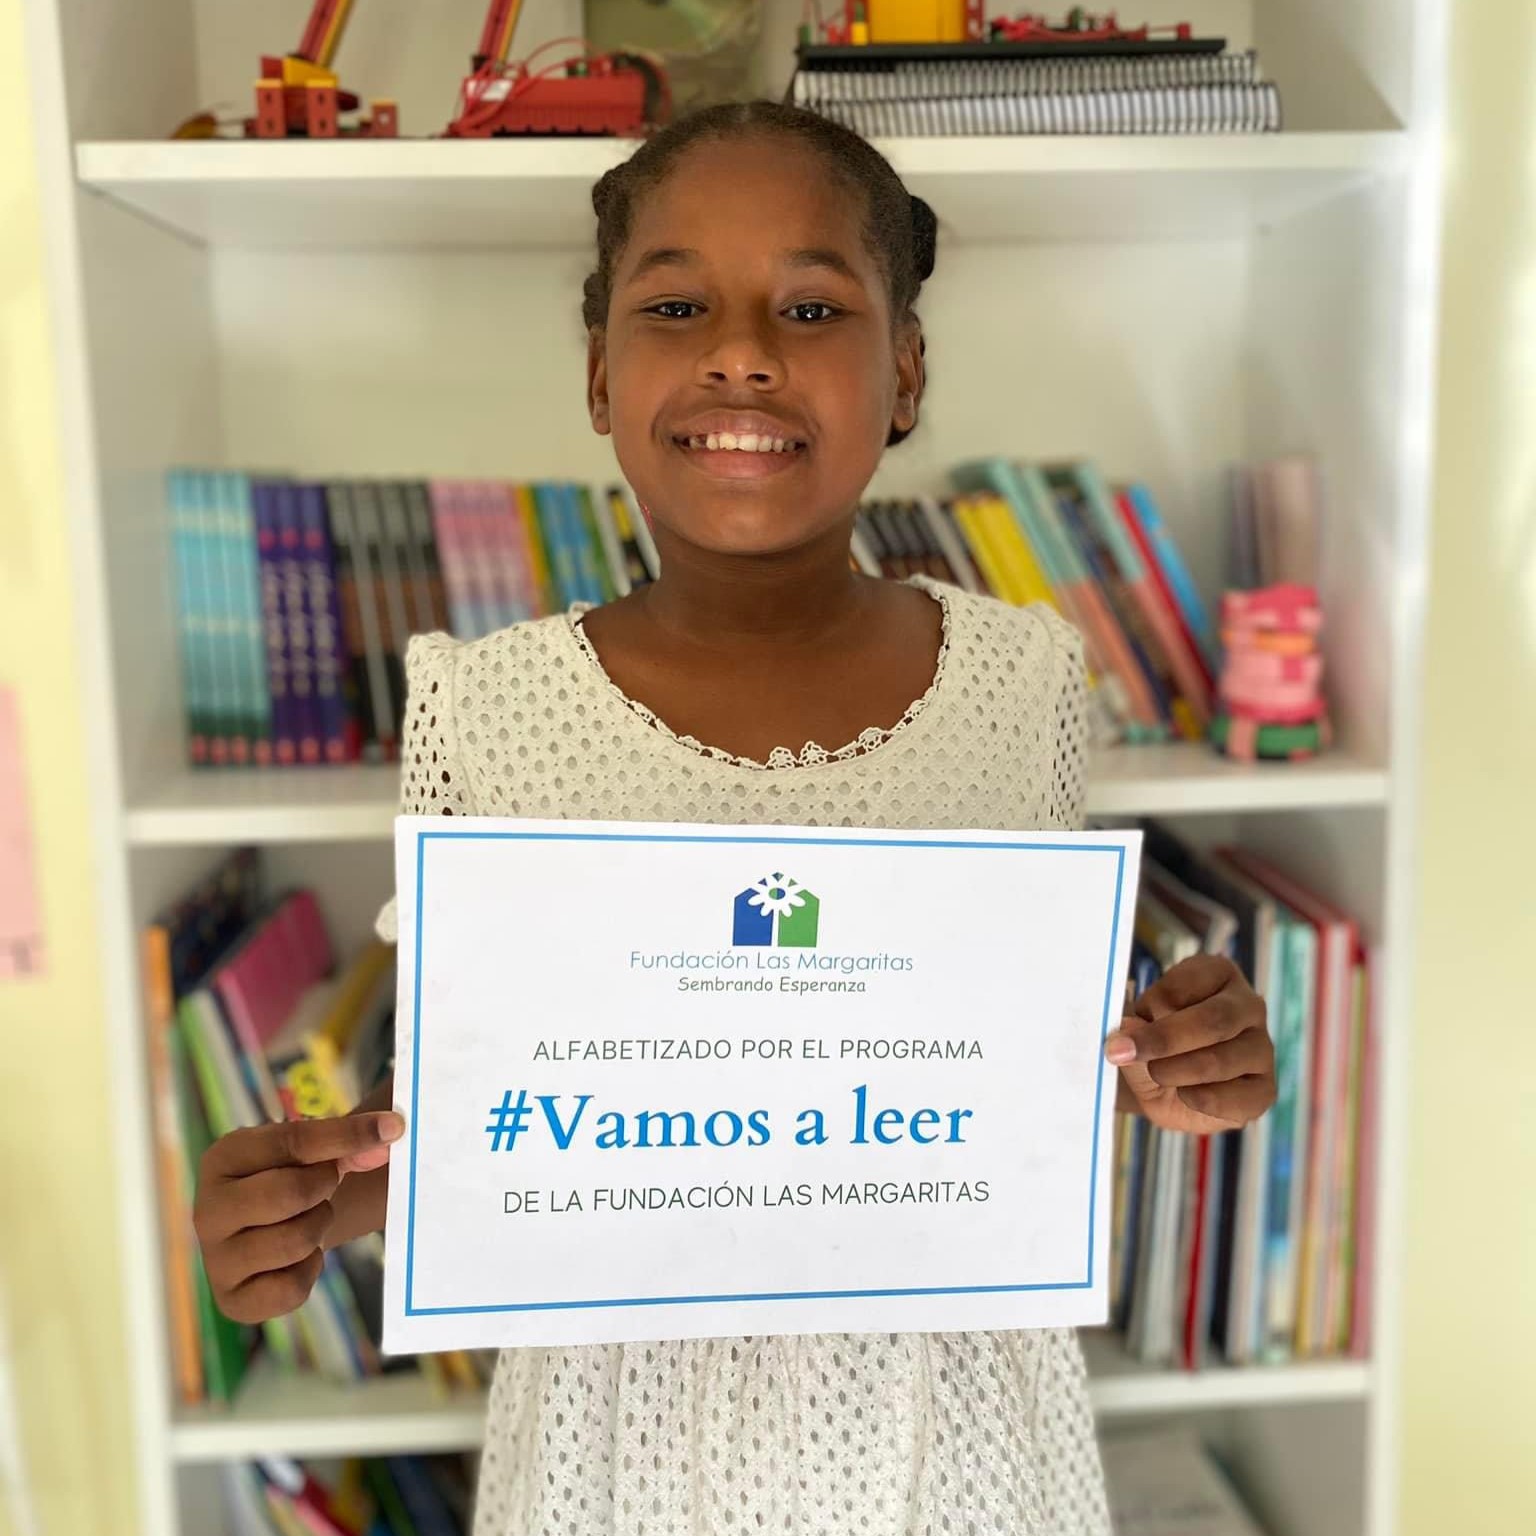 Fundación Las Margaritas
Sembrando Esperanza
ALFABETIZADO POR EL PROGRAMA
#Vamos a leer
DE LA FUNDACIÓN LAS MARGARITAS